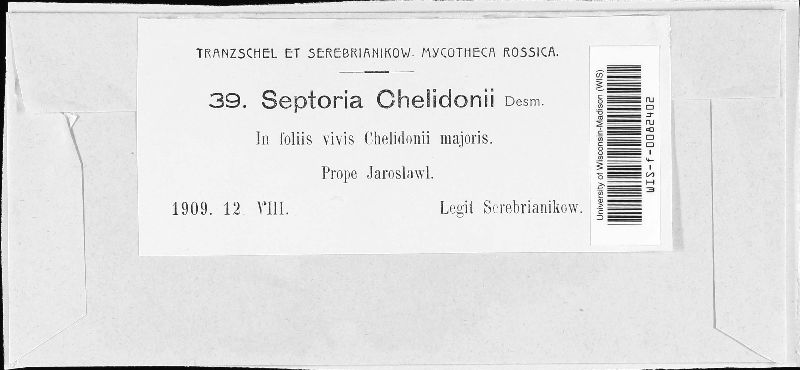 TRANZSCHEL ET SEREBRIANIKOW. MYCOTHECA ROSSICA.
39. Septoria Chelidonii Desm.
In foliis vivis Chelidonii majoris.
Prope Jaroslawl.
1909. 12 VIII. Legit Serebrianikow.
University of Wisconsin-Madison (WIS)
WIS-f-0082402